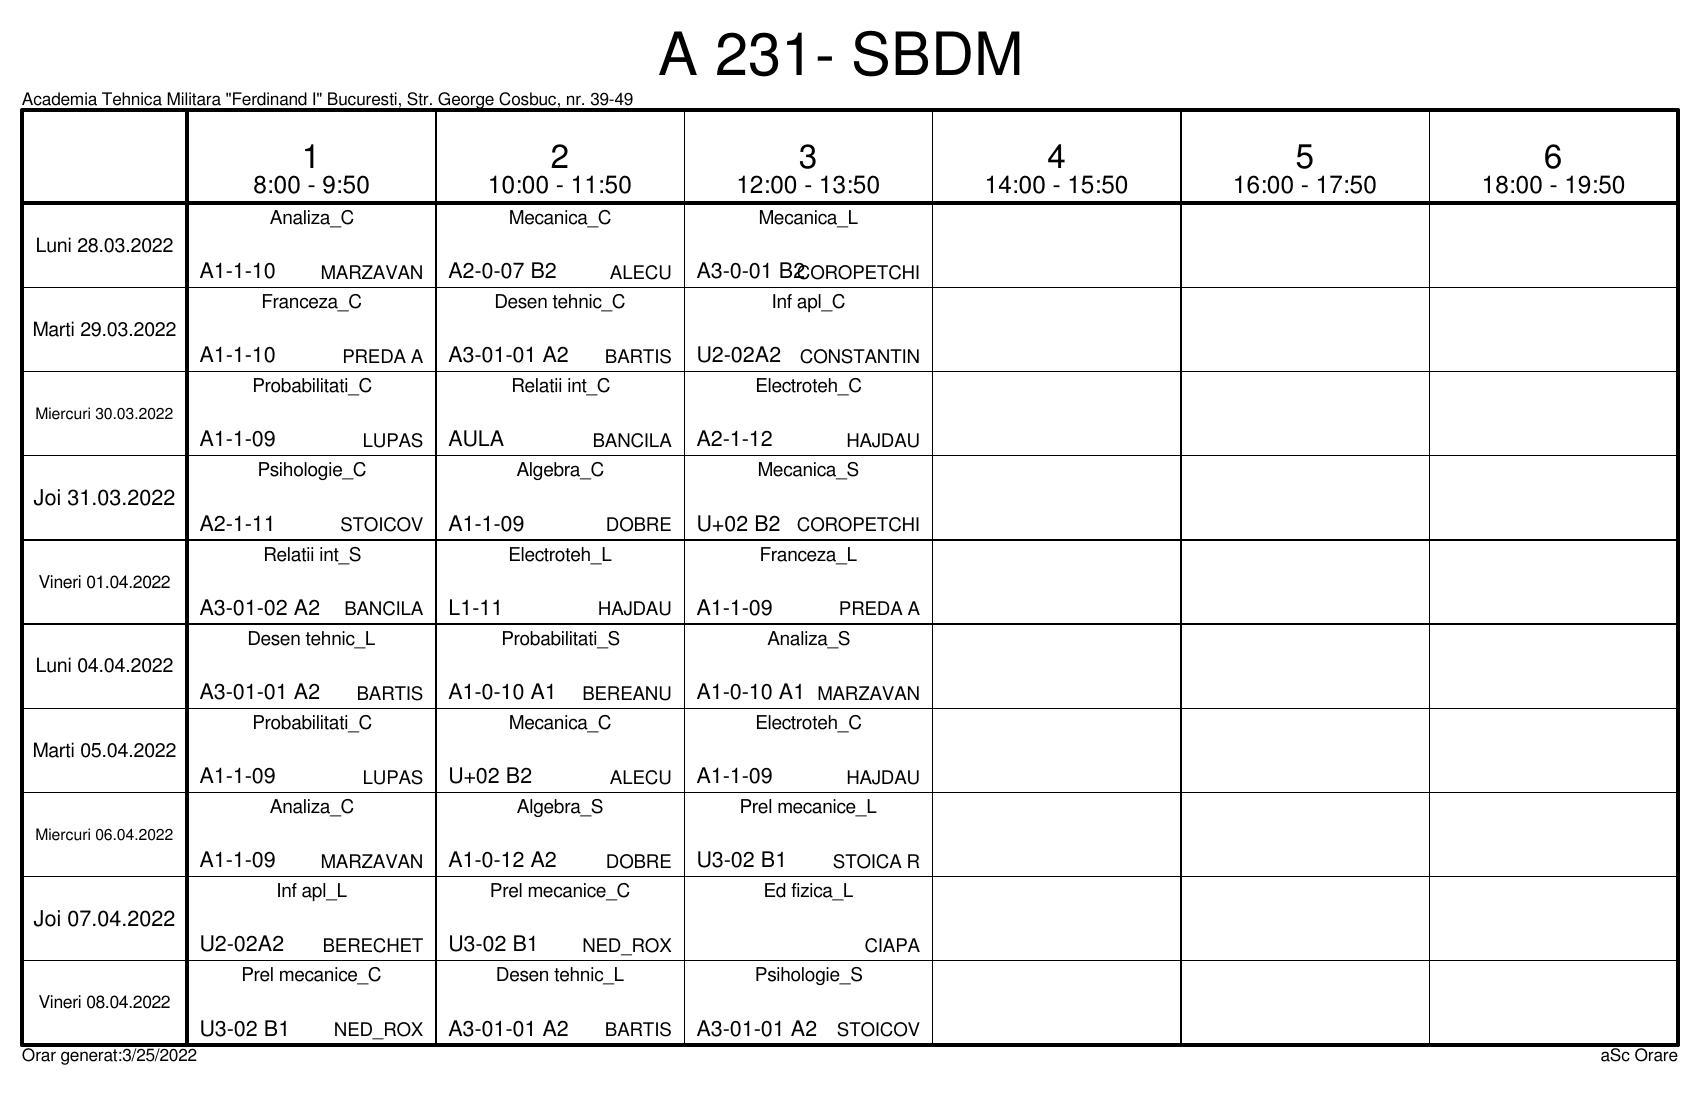 A 231- SBDM
Academia Tehnica Militara "Ferdinand I" Bucuresti, Str. George Cosbuc, nr. 39-49
1 2 3 4 5 6
8:00 - 9:50 10:00 - 11:50 12:00 - 13:50 14:00 - 15:50 16:00 - 17:50 18:00 - 19:50
Analiza_C Mecanica_C Mecanica_L
Luni 28.03.2022
A1-1-10 MARZAVAN A2-0-07 B2 ALECU A3-0-01 B2 COROPETCHI
Franceza_C Desen tehnic_C Inf apl_C
Marti 29.03.2022
A1-1-10 PREDA A A3-01-01 A2 BARTIS U2-02A2 CONSTANTIN
Probabilitati_C Relatii int_C Electroteh_C
Miercuri 30.03.2022
A1-1-09 LUPAS AULA BANCILA A2-1-12 HAJDAU
Psihologie_C Algebra_C Mecanica_S
Joi 31.03.2022
A2-1-11 STOICOV A1-1-09 DOBRE U+02 B2 COROPETCHI
Relatii int_S Electroteh_L Franceza_L
Vineri 01.04.2022
A3-01-02 A2 BANCILA L1-11 HAJDAU A1-1-09 PREDA A
Desen tehnic_L Probabilitati_S Analiza_S
Luni 04.04.2022
A3-01-01 A2 BARTIS A1-0-10 A1 BEREANU A1-0-10 A1 MARZAVAN
Probabilitati_C Mecanica_C Electroteh_C
Marti 05.04.2022
A1-1-09 LUPAS U+02 B2 ALECU A1-1-09 HAJDAU
Analiza_C Algebra_S Prel mecanice_L
Miercuri 06.04.2022
A1-1-09 MARZAVAN A1-0-12 A2 DOBRE U3-02 B1 STOICA R
Inf apl_L Prel mecanice_C Ed fizica_L
Joi 07.04.2022
U2-02A2 BERECHET U3-02 B1 NED_ROX CIAPA
Prel mecanice_C Desen tehnic_L Psihologie_S
Vineri 08.04.2022
U3-02 B1 NED_ROX A3-01-01 A2 BARTIS A3-01-01 A2 STOICOV
Orar generat:3/25/2022 aSc Orare